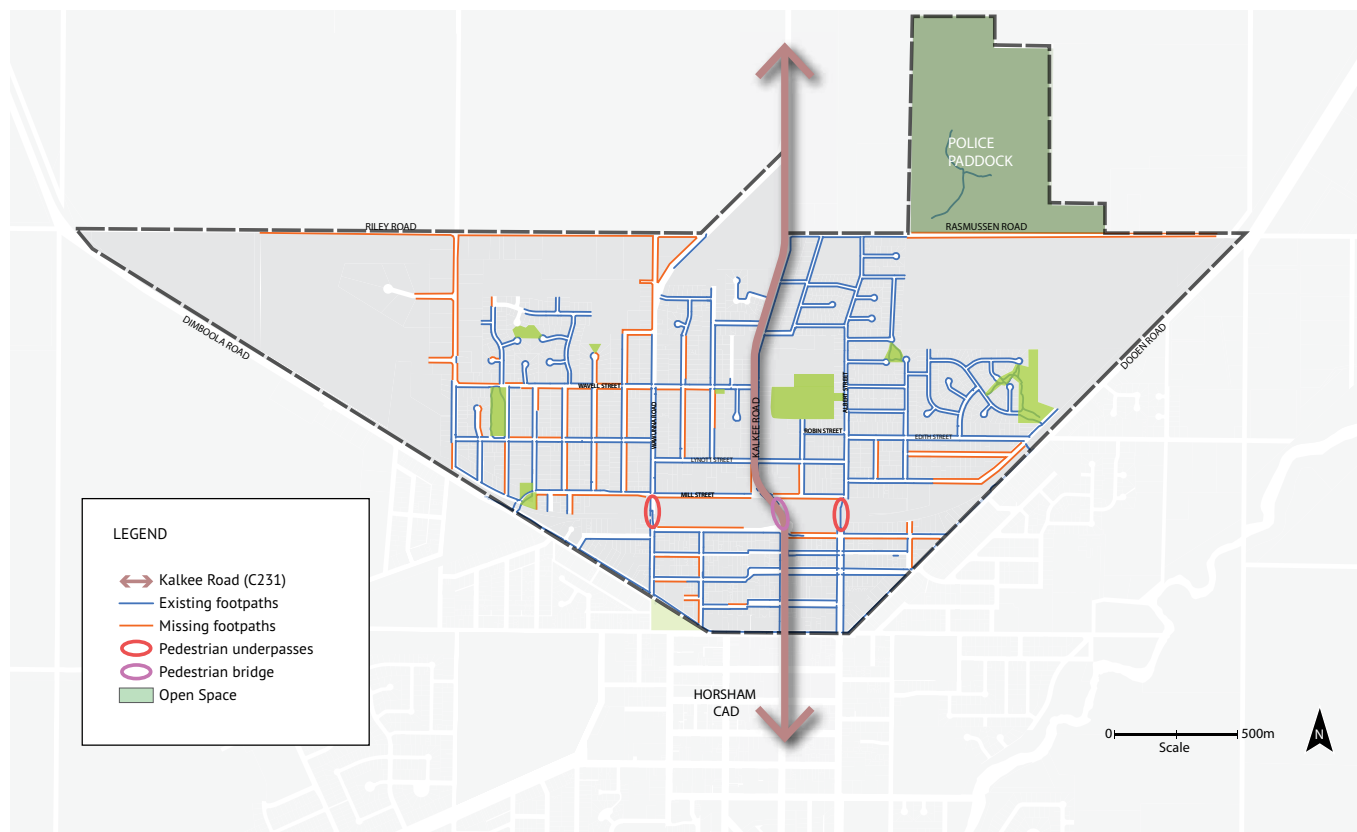 POLICE
PADDOCK
RILEY ROAD
RASMUSSEN ROAD
DIMBOOLA ROAD
DOOEN ROAD
WAVELL STREET
ALBERT STREET
KALKEE ROAD
ROBIN STREET
EDITH STREET
LYNOTT STREET
MILL STREET
LEGEND
Kalkee Road (C231)
Existing footpaths
Missing footpaths
Pedestrian underpasses
Pedestrian bridge
Open Space
HORSHAM
CAD
0
500m
Scale
N